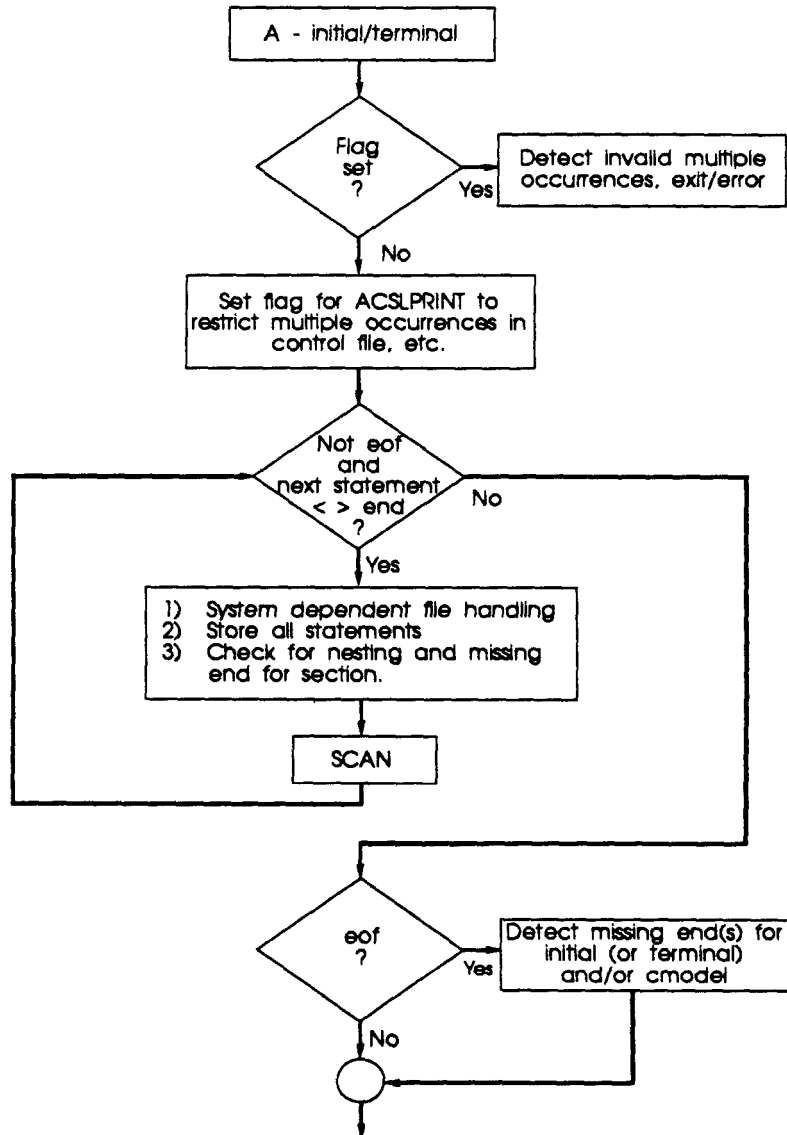 A - initial/terminal
Flag
set
?
Yes
Detect invalid multiple
occurrences, exit/error
No
Set flag for ACSLPRINT to
restrict multiple occurrences in
control file, etc.
Not eof
and
next statement
< > end
?
No
Yes
1) System dependent file handling
2) Store all statements
3) Check for nesting and missing
end for section.
SCAN
eof
?
Yes
Detect missing end(s) for
initial (or terminal)
and/or cmodel
No